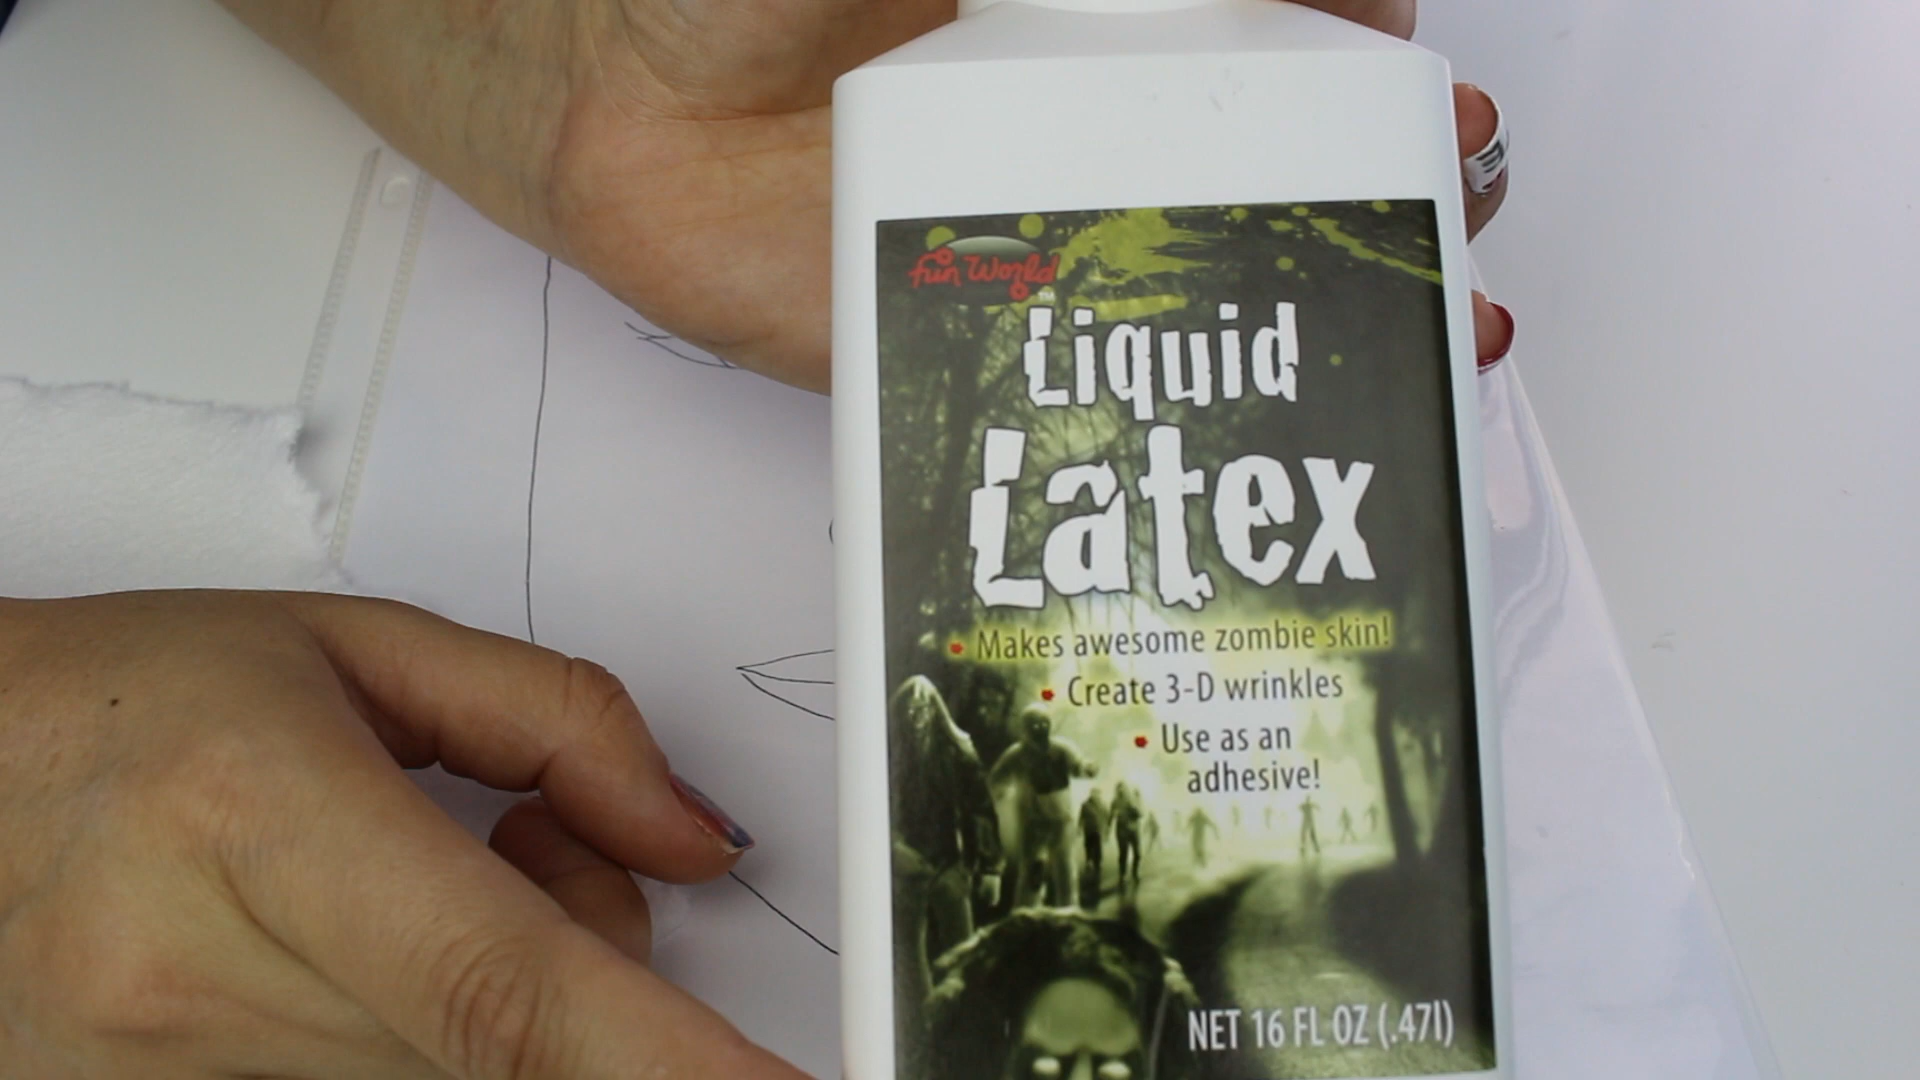 fun World
TM
Liquid
Latex
• Makes awesome zombie skin!
• Create 3-D wrinkles
• Use as an
adhesive!
NET 16 FL OZ (.47l)